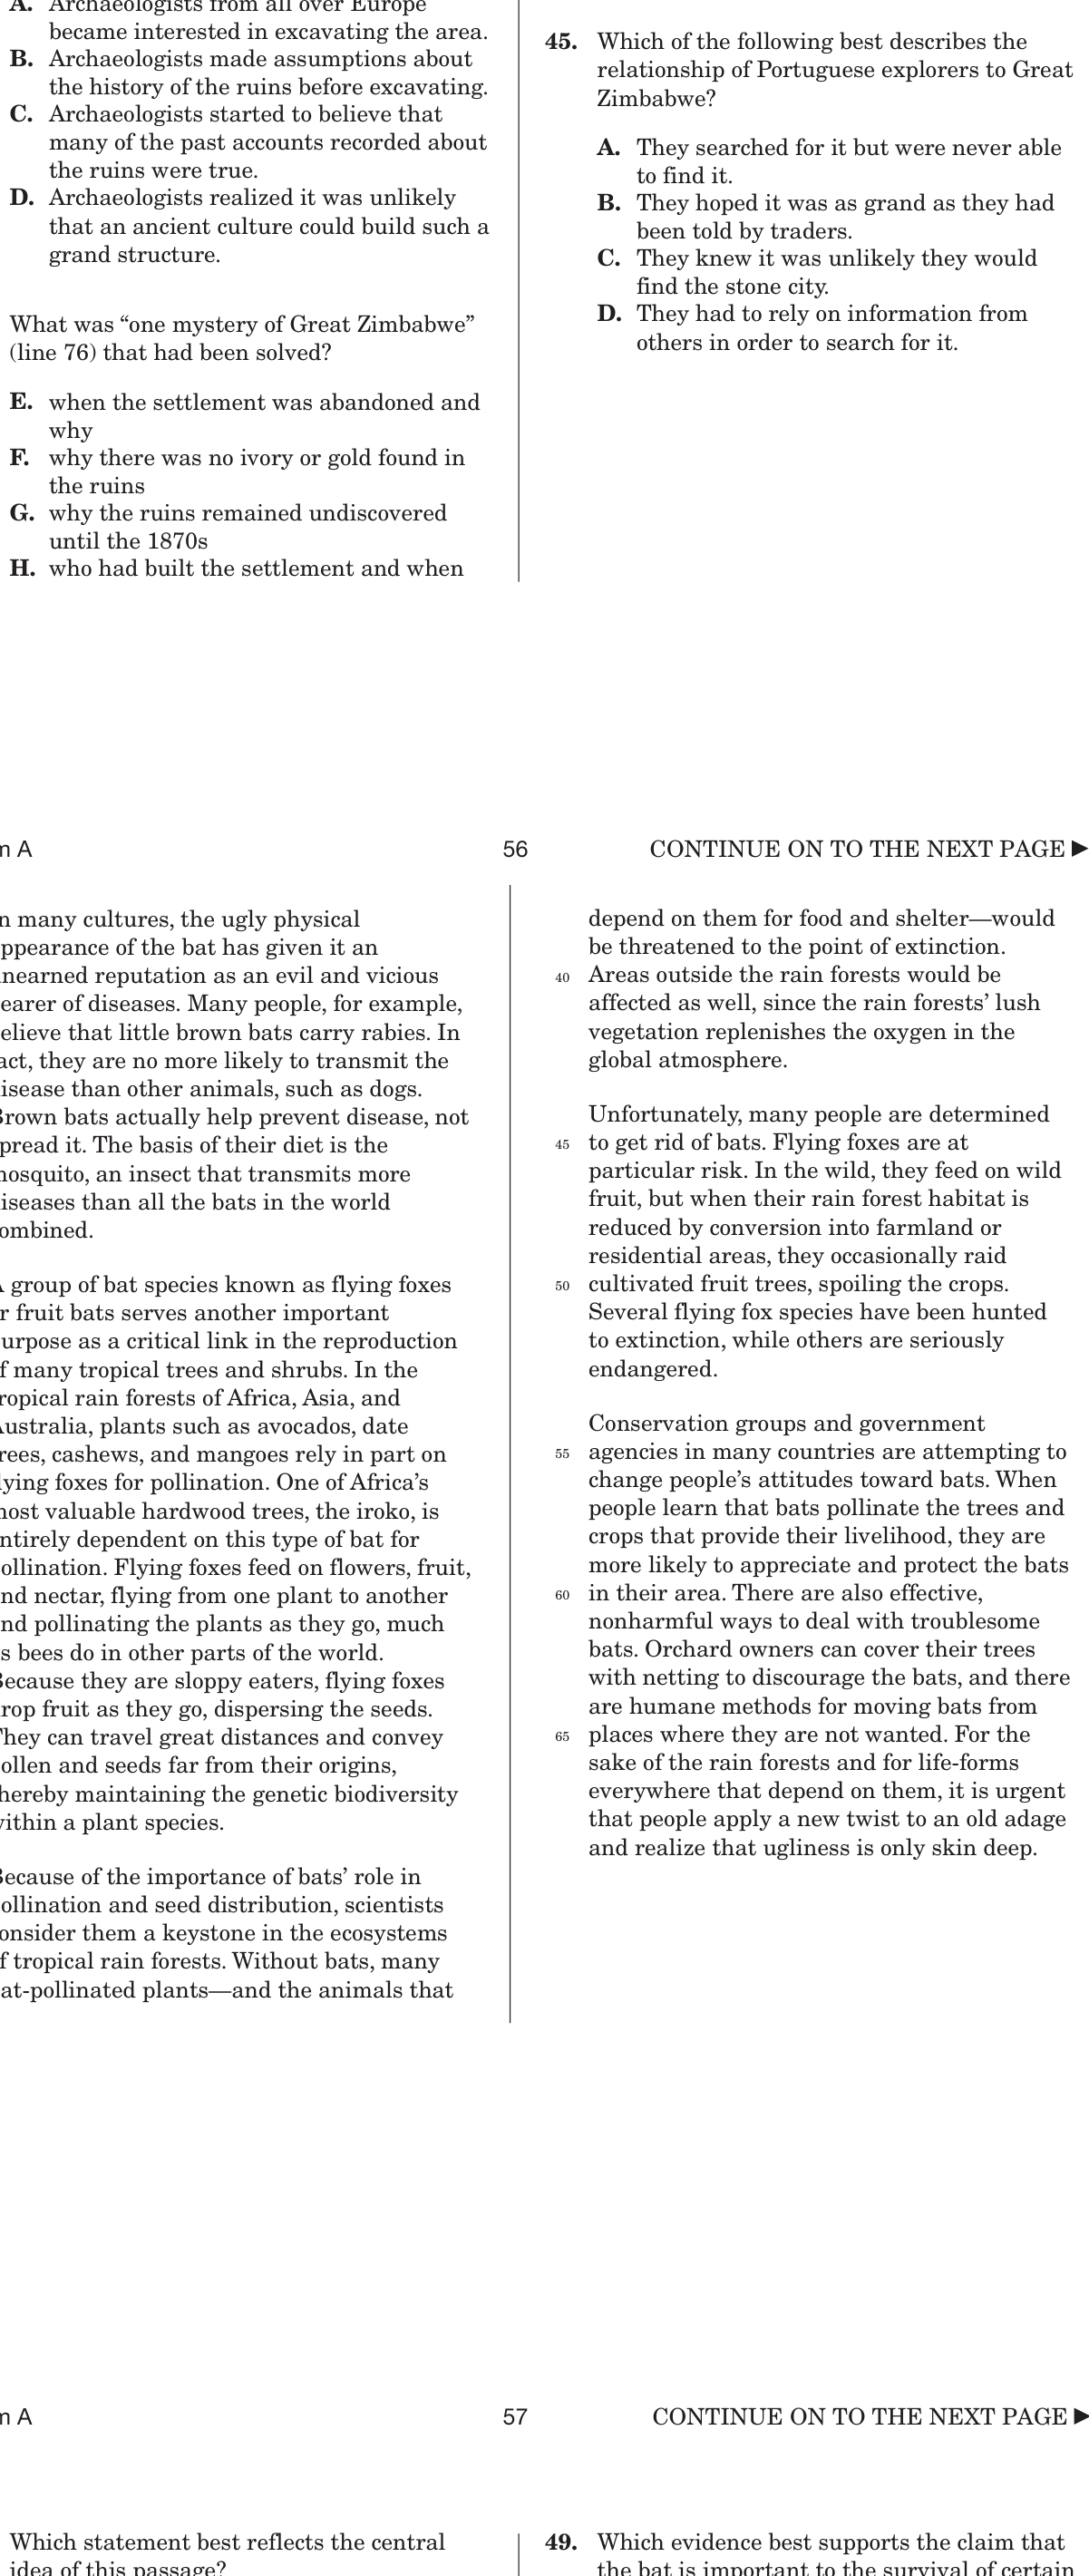 A. Archaeologists from all over Europe
became interested in excavating the area.
B. Archaeologists made assumptions about
the history of the ruins before excavating.
C. Archaeologists started to believe that
many of the past accounts recorded about
the ruins were true.
D. Archaeologists realized it was unlikely
that an ancient culture could build such a
grand structure.
What was “one mystery of Great Zimbabwe”
(line 76) that had been solved?
E. when the settlement was abandoned and
why
F. why there was no ivory or gold found in
the ruins
G. why the ruins remained undiscovered
until the 1870s
H. who had built the settlement and when
45. Which of the following best describes the
relationship of Portuguese explorers to Great
Zimbabwe?
A. They searched for it but were never able
to find it.
B. They hoped it was as grand as they had
been told by traders.
C. They knew it was unlikely they would
find the stone city.
D. They had to rely on information from
others in order to search for it.
m A 56 CONTINUE ON TO THE NEXT PAGE ►
n many cultures, the ugly physical
ppearance of the bat has given it an
nearned reputation as an evil and vicious
earer of diseases. Many people, for example,
elieve that little brown bats carry rabies. In
act, they are no more likely to transmit the
isease than other animals, such as dogs.
Brown bats actually help prevent disease, not
pread it. The basis of their diet is the
mosquito, an insect that transmits more
iseases than all the bats in the world
ombined.
A group of bat species known as flying foxes
r fruit bats serves another important
urpose as a critical link in the reproduction
f many tropical trees and shrubs. In the
ropical rain forests of Africa, Asia, and
Australia, plants such as avocados, date
rees, cashews, and mangoes rely in part on
lying foxes for pollination. One of Africa’s
most valuable hardwood trees, the iroko, is
ntirely dependent on this type of bat for
ollination. Flying foxes feed on flowers, fruit,
nd nectar, flying from one plant to another
nd pollinating the plants as they go, much
s bees do in other parts of the world.
Because they are sloppy eaters, flying foxes
rop fruit as they go, dispersing the seeds.
They can travel great distances and convey
ollen and seeds far from their origins,
hereby maintaining the genetic biodiversity
within a plant species.
Because of the importance of bats’ role in
ollination and seed distribution, scientists
onsider them a keystone in the ecosystems
f tropical rain forests. Without bats, many
at-pollinated plants—and the animals that
depend on them for food and shelter—would
be threatened to the point of extinction.
40 Areas outside the rain forests would be
affected as well, since the rain forests’ lush
vegetation replenishes the oxygen in the
global atmosphere.
Unfortunately, many people are determined
45 to get rid of bats. Flying foxes are at
particular risk. In the wild, they feed on wild
fruit, but when their rain forest habitat is
reduced by conversion into farmland or
residential areas, they occasionally raid
50 cultivated fruit trees, spoiling the crops.
Several flying fox species have been hunted
to extinction, while others are seriously
endangered.
Conservation groups and government
55 agencies in many countries are attempting to
change people’s attitudes toward bats. When
people learn that bats pollinate the trees and
crops that provide their livelihood, they are
more likely to appreciate and protect the bats
60 in their area. There are also effective,
nonharmful ways to deal with troublesome
bats. Orchard owners can cover their trees
with netting to discourage the bats, and there
are humane methods for moving bats from
65 places where they are not wanted. For the
sake of the rain forests and for life-forms
everywhere that depend on them, it is urgent
that people apply a new twist to an old adage
and realize that ugliness is only skin deep.
m A 57 CONTINUE ON TO THE NEXT PAGE ►
Which statement best reflects the central
idea of this passage?
49. Which evidence best supports the claim that
the bat is important to the survival of certain